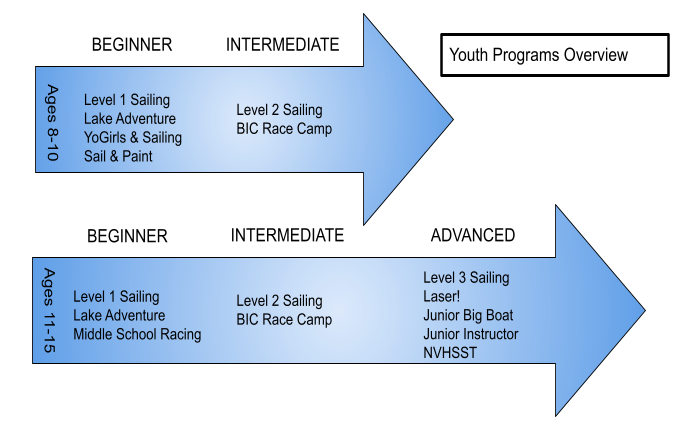 Youth Programs Overview
BEGINNER
INTERMEDIATE
Ages 8-10
Level 1 Sailing
Lake Adventure
YoGirls & Sailing
Sail & Paint
Level 2 Sailing
BIC Race Camp
BEGINNER
INTERMEDIATE
ADVANCED
Ages 11-15
Level 1 Sailing
Lake Adventure
Middle School Racing
Level 2 Sailing
BIC Race Camp
Level 3 Sailing
Laser!
Junior Big Boat
Junior Instructor
NVHSST